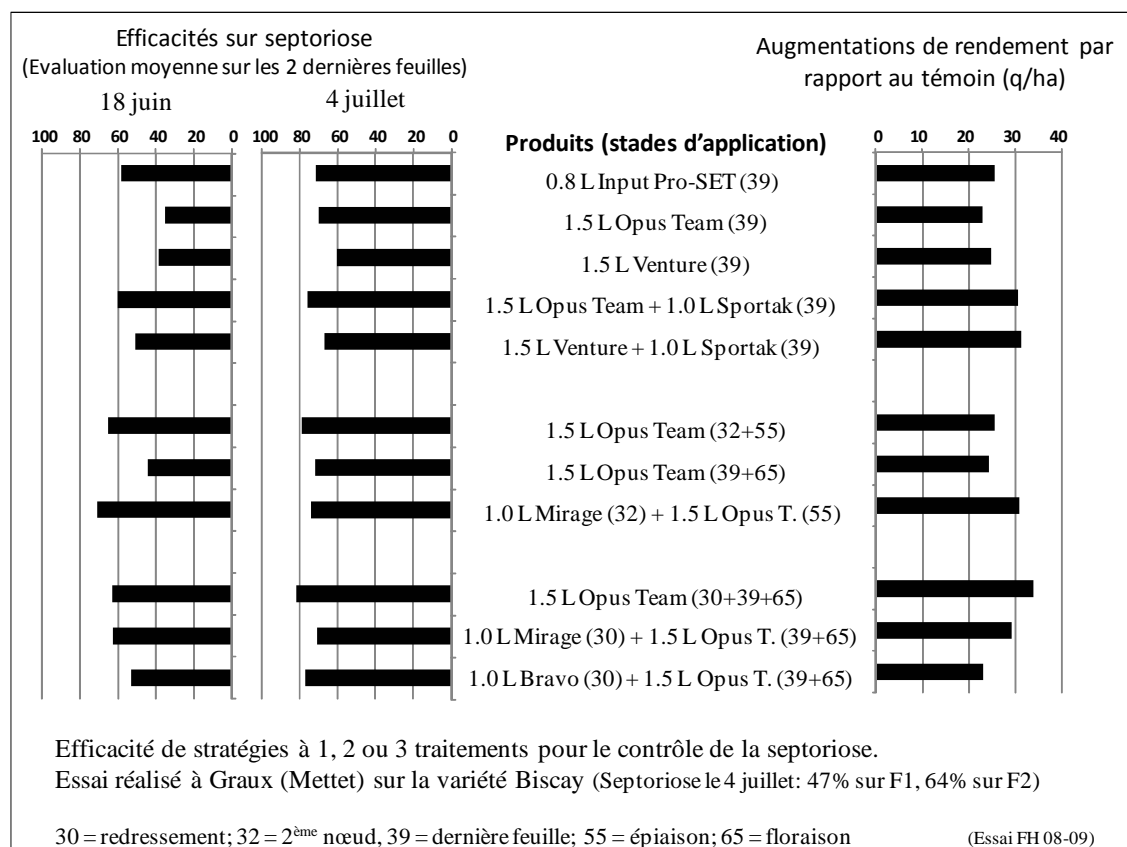 Efficacités sur septoriose
(Evaluation moyenne sur les 2 dernières feuilles)
18 juin
4 juillet
Augmentations de rendement par
rapport au témoin (q/ha)
100 80 60 40 20 0
100 80 60 40 20 0
Produits (stades d'application)
0 10 20 30 40
0.8 L Input Pro-SET (39)
1.5 L Opus Team (39)
1.5 L Venture (39)
1.5 L Opus Team + 1.0 L Sportak (39)
1.5 L Venture + 1.0 L Sportak (39)
1.5 L Opus Team (32+55)
1.5 L Opus Team (39+65)
1.0 L Mirage (32) + 1.5 L Opus T. (55)
1.5 L Opus Team (30+39+65)
1.0 L Mirage (30) + 1.5 L Opus T. (39+65)
1.0 L Bravo (30) + 1.5 L Opus T. (39+65)
Efficacité de stratégies à 1, 2 ou 3 traitements pour le contrôle de la septoriose.
Essai réalisé à Graux (Mettet) sur la variété Biscay (Septoriose le 4 juillet: 47% sur F1, 64% sur F2)
30 = redressement; 32 = 2ème nœud, 39 = dernière feuille; 55 = épiaison; 65 = floraison
(Essai FH 08-09)